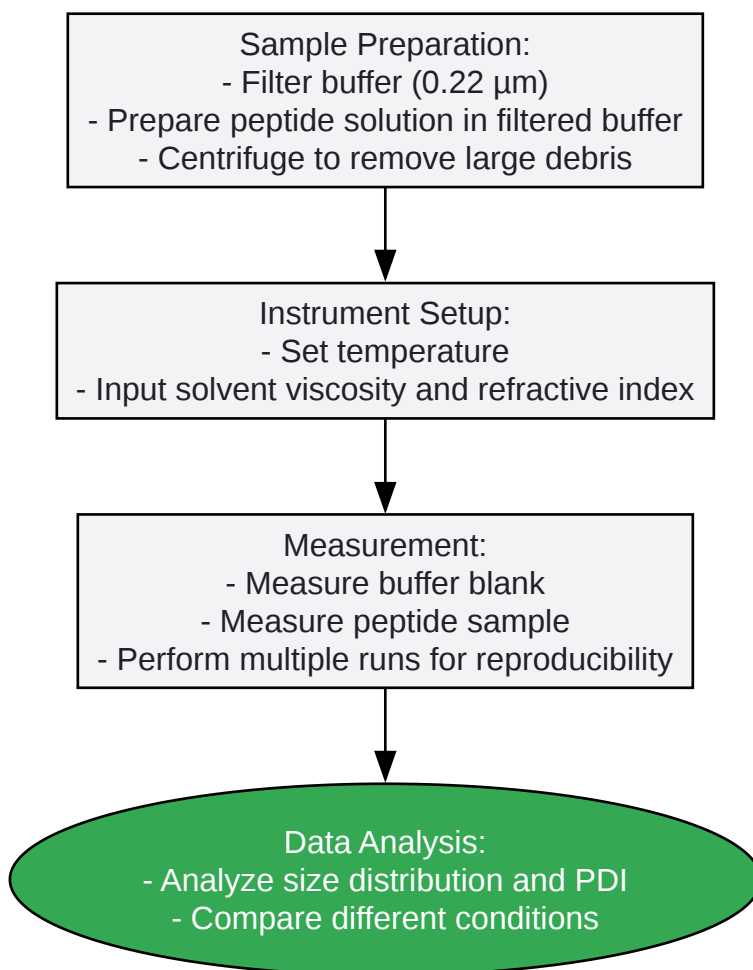 Sample Preparation:
- Filter buffer (0.22 µm)
- Prepare peptide solution in filtered buffer
- Centrifuge to remove large debris
Instrument Setup:
- Set temperature
- Input solvent viscosity and refractive index
Measurement:
- Measure buffer blank
- Measure peptide sample
- Perform multiple runs for reproducibility
Data Analysis:
- Analyze size distribution and PDI
- Compare different conditions